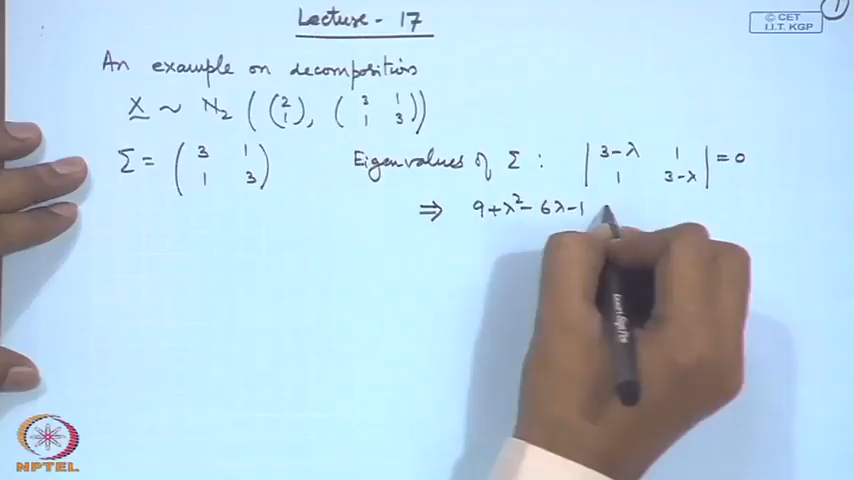 Lecture - 17
1
© CET
I.I.T. KGP
An example on decomposition
X ~ N₂ ( (2 1), (3 1 1 3) )
Σ = (3 1 1 3) Eigenvalues of Σ : |3-λ 1 1 3-λ| = 0
⇒ 9+λ²-6λ-1
NPTEL